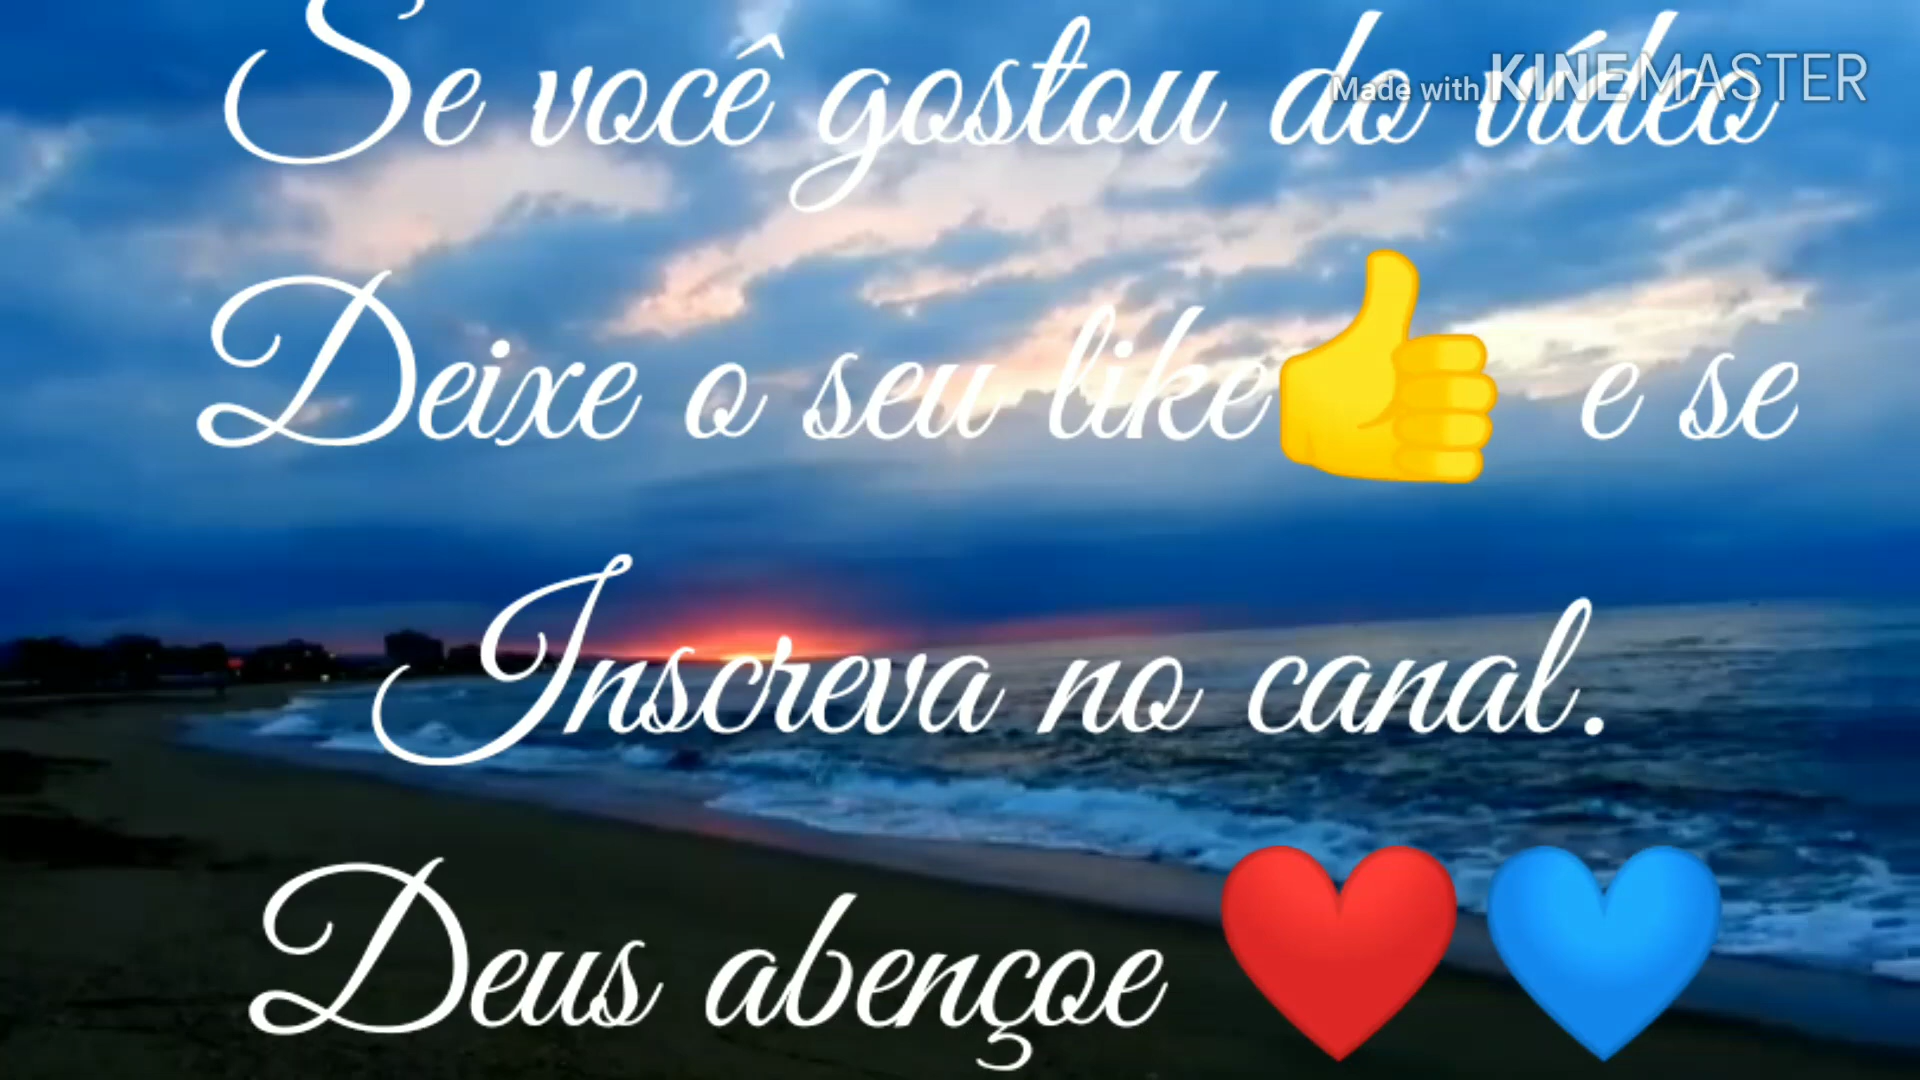 Se você gostou do vídeo
Made with KINEMASTER
Deixe o seu like👍 e se
Inscreva no canal.
Deus abençoe ❤💙